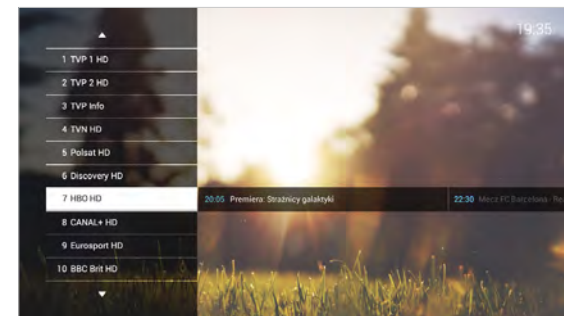 19:35
1 TVP 1 HD
2 TVP 2 HD
3 TVP Info
4 TVN HD
5 Polsat HD
6 Discovery HD
7 HBO HD
20:05 Premiera: Strażnicy galaktyki
22:30 Mecz FC Barcelona - Re
8 CANAL+ HD
9 Eurosport HD
10 BBC Brit HD